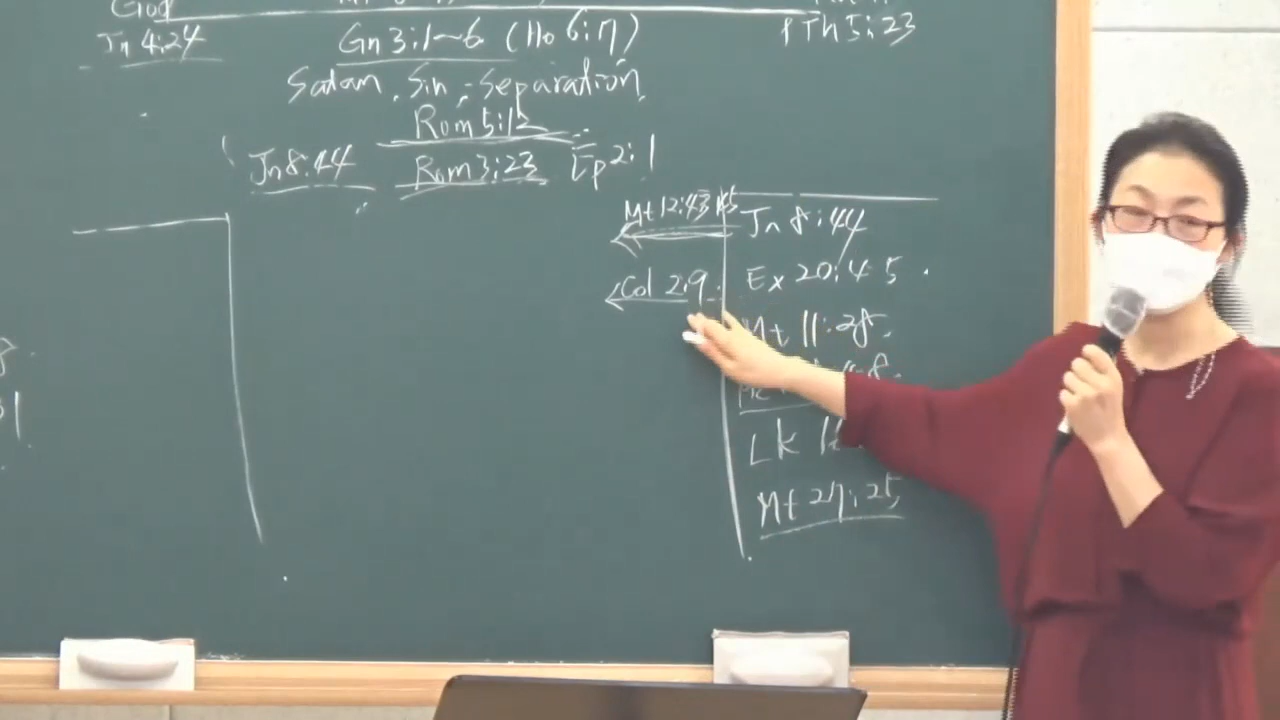 God
Jn 4:24
Gn 3:1~6 (Ho 6:7)
1 Th 5:23
Satan, Sin, Separation,
Rom 5:12
Jn 8:44
Rom 3:23
Ep 2:1
Mt 12:43-45
Jn 8:44
Ex 20:4-5
Col 2:9
Mt 11:28,
Lk
Mt 27:25,